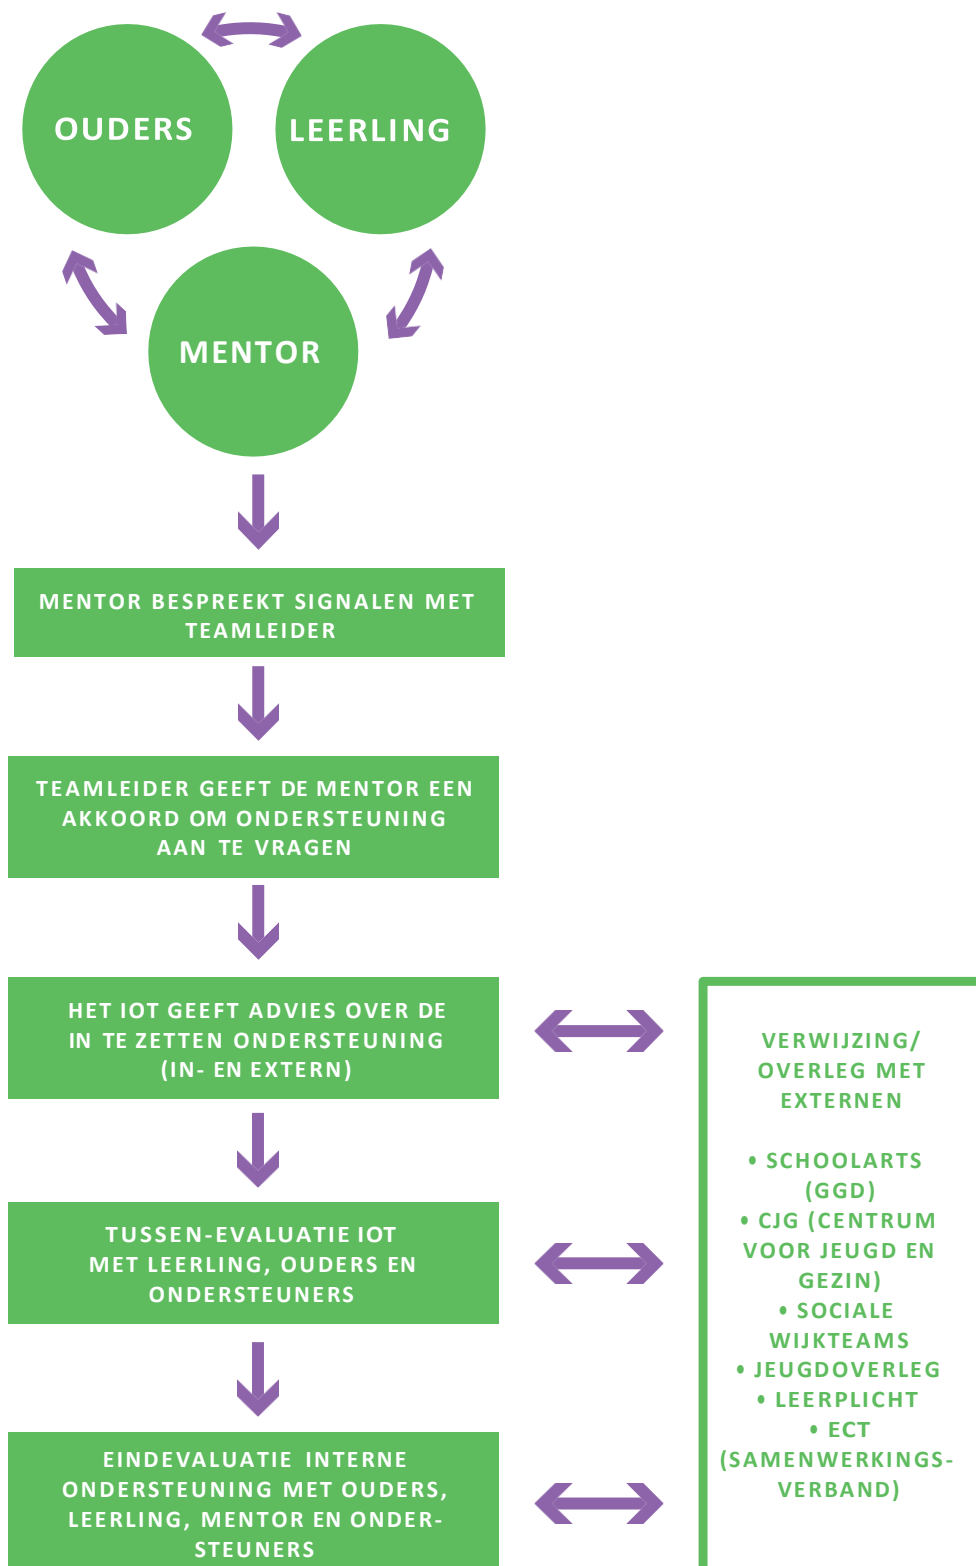 OUDERS
LEERLING
MENTOR
MENTOR BESPREEKT SIGNALEN MET
TEAMLEIDER
TEAMLEIDER GEEFT DE MENTOR EEN
AKKOORD OM ONDERSTEUNING
AAN TE VRAGEN
HET IOT GEEFT ADVIES OVER DE
IN TE ZETTEN ONDERSTEUNING
(IN- EN EXTERN)
TUSSEN-EVALUATIE IOT
MET LEERLING, OUDERS EN
ONDERSTEUNERS
EINDEVALUATIE INTERNE
ONDERSTEUNING MET OUDERS,
LEERLING, MENTOR EN ONDER-
STEUNERS
VERWIJZING/
OVERLEG MET
EXTERNEN
• SCHOOLARTS
(GGD)
• CJG (CENTRUM
VOOR JEUGD EN
GEZIN)
• SOCIALE
WIJKTEAMS
• JEUGDOVERLEG
• LEERPLICHT
• ECT
(SAMENWERKINGS-
VERBAND)